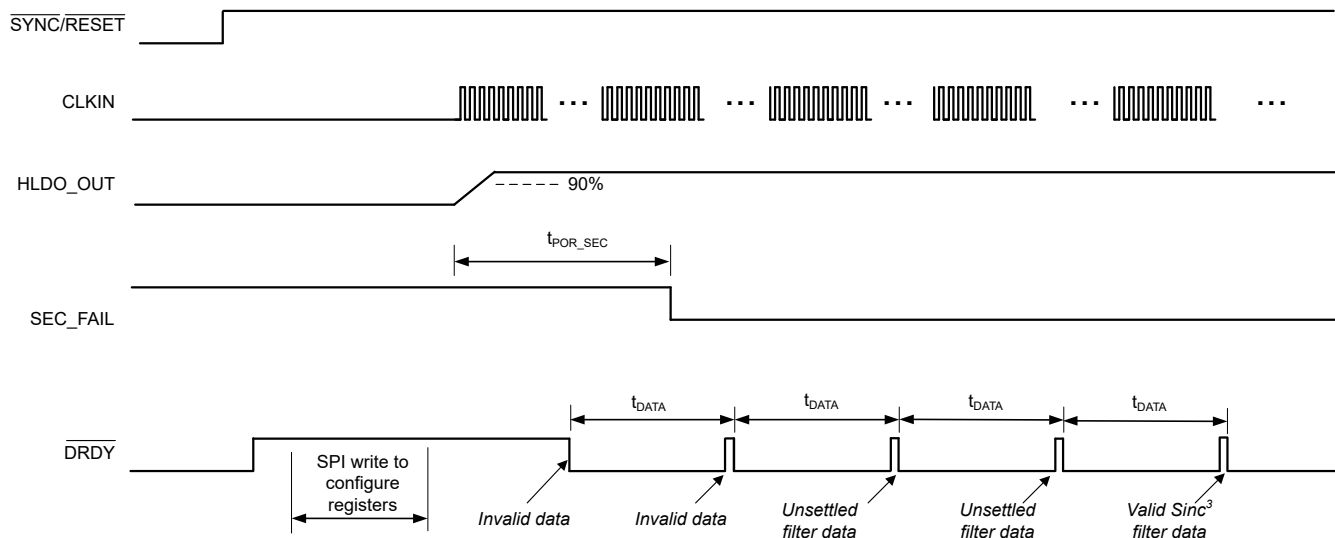 SYNC/RESET
CLKIN
... ... ... ... ...
HLDO_OUT
90%
tPOR_SEC
SEC_FAIL
tDATA tDATA tDATA tDATA
DRDY
SPI write to
configure
registers
Invalid data
Invalid data
Unsettled
filter data
Unsettled
filter data
Valid Sinc³
filter data